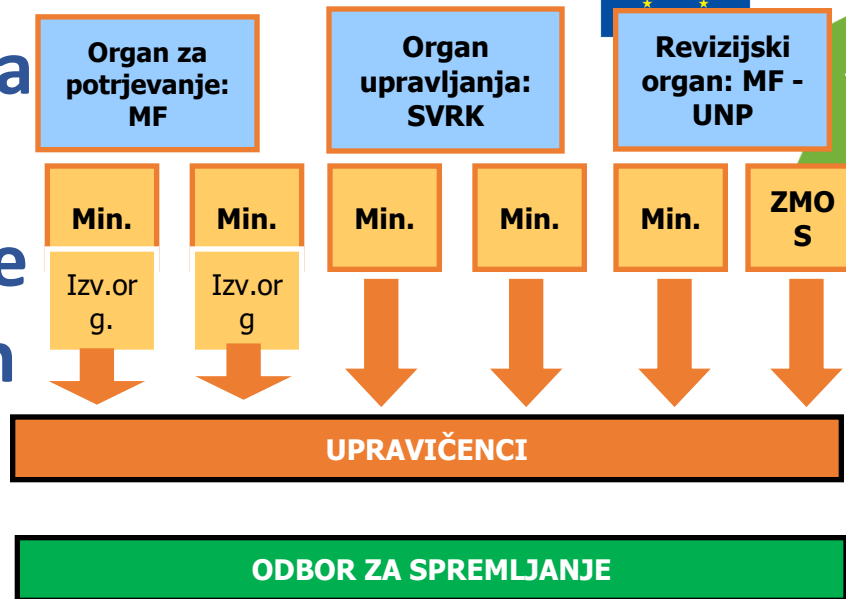 a
Organ za
potrjevanje:
MF
Organ
upravljanja:
SVRK
Revizijski
organ: MF -
UNP
Min.
Min.
Min.
Min.
Min.
ZMO
S
e
Izv.or
g.
Izv.or
g
n
UPRAVIČENCI
ODBOR ZA SPREMLJANJE